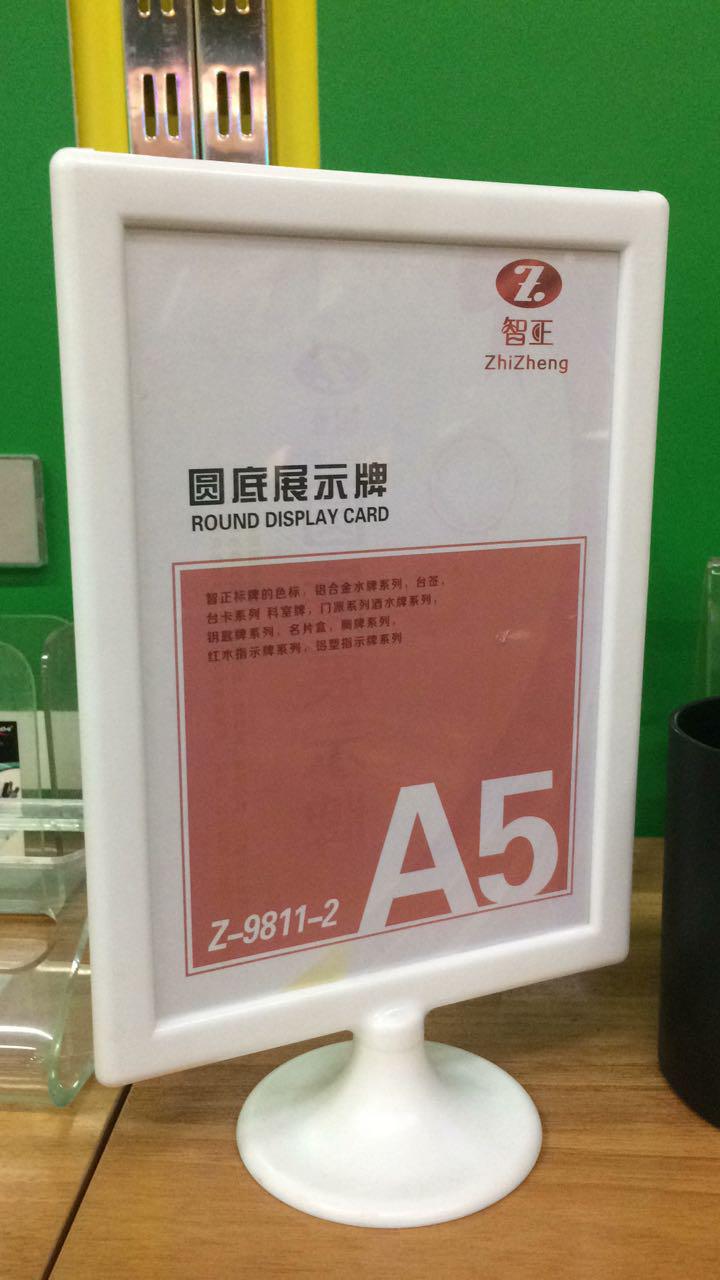 Z
智正
ZhiZheng
圆底展示牌
ROUND DISPLAY CARD
智正标牌的色标，铝合金水牌系列，台签，
台卡系列 科室牌，门派系列酒水牌系列，
钥匙牌系列，名片盒，胸牌系列，
红木指示牌系列，铝塑指示牌系列
A5
Z-9811-2